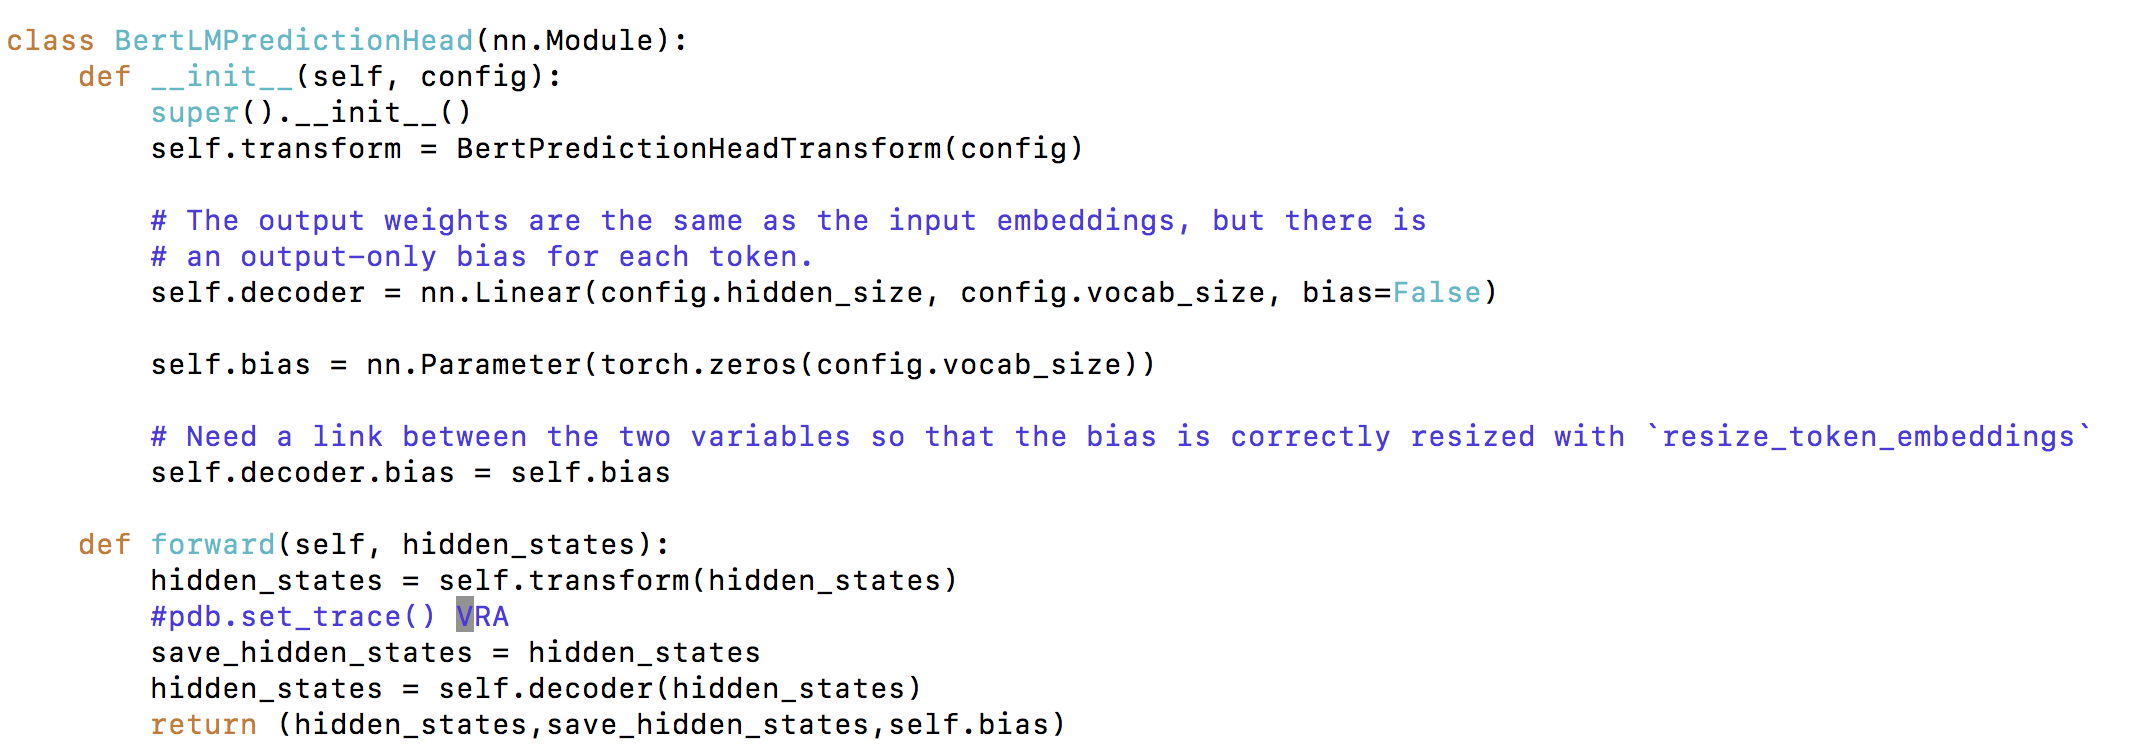 class BertLMPredictionHead(nn.Module):
    def __init__(self, config):
        super().__init__()
        self.transform = BertPredictionHeadTransform(config)

        # The output weights are the same as the input embeddings, but there is
        # an output-only bias for each token.
        self.decoder = nn.Linear(config.hidden_size, config.vocab_size, bias=False)

        self.bias = nn.Parameter(torch.zeros(config.vocab_size))

        # Need a link between the two variables so that the bias is correctly resized with `resize_token_embeddings`
        self.decoder.bias = self.bias

    def forward(self, hidden_states):
        hidden_states = self.transform(hidden_states)
        #pdb.set_trace() VRA
        save_hidden_states = hidden_states
        hidden_states = self.decoder(hidden_states)
        return (hidden_states,save_hidden_states,self.bias)